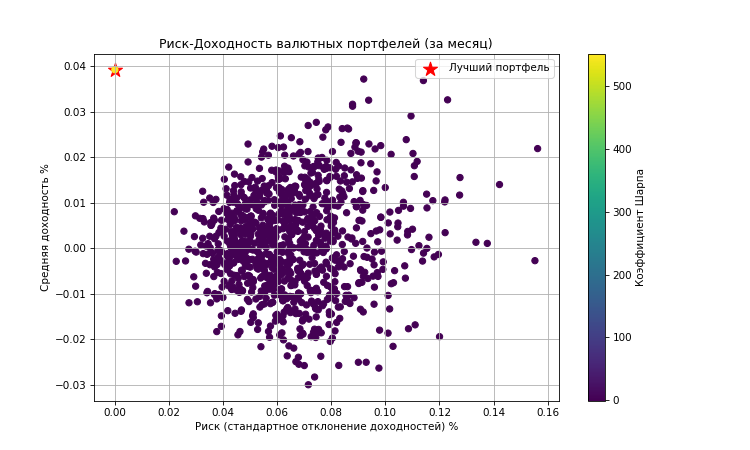 Риск-Доходность валютных портфелей (за месяц)
Лучший портфель
Средняя доходность %
0.04
0.03
0.02
0.01
0.00
−0.01
−0.02
−0.03
0.00 0.02 0.04 0.06 0.08 0.10 0.12 0.14 0.16
Риск (стандартное отклонение доходностей) %
500
400
300
200
100
0
Коэффициент Шарпа